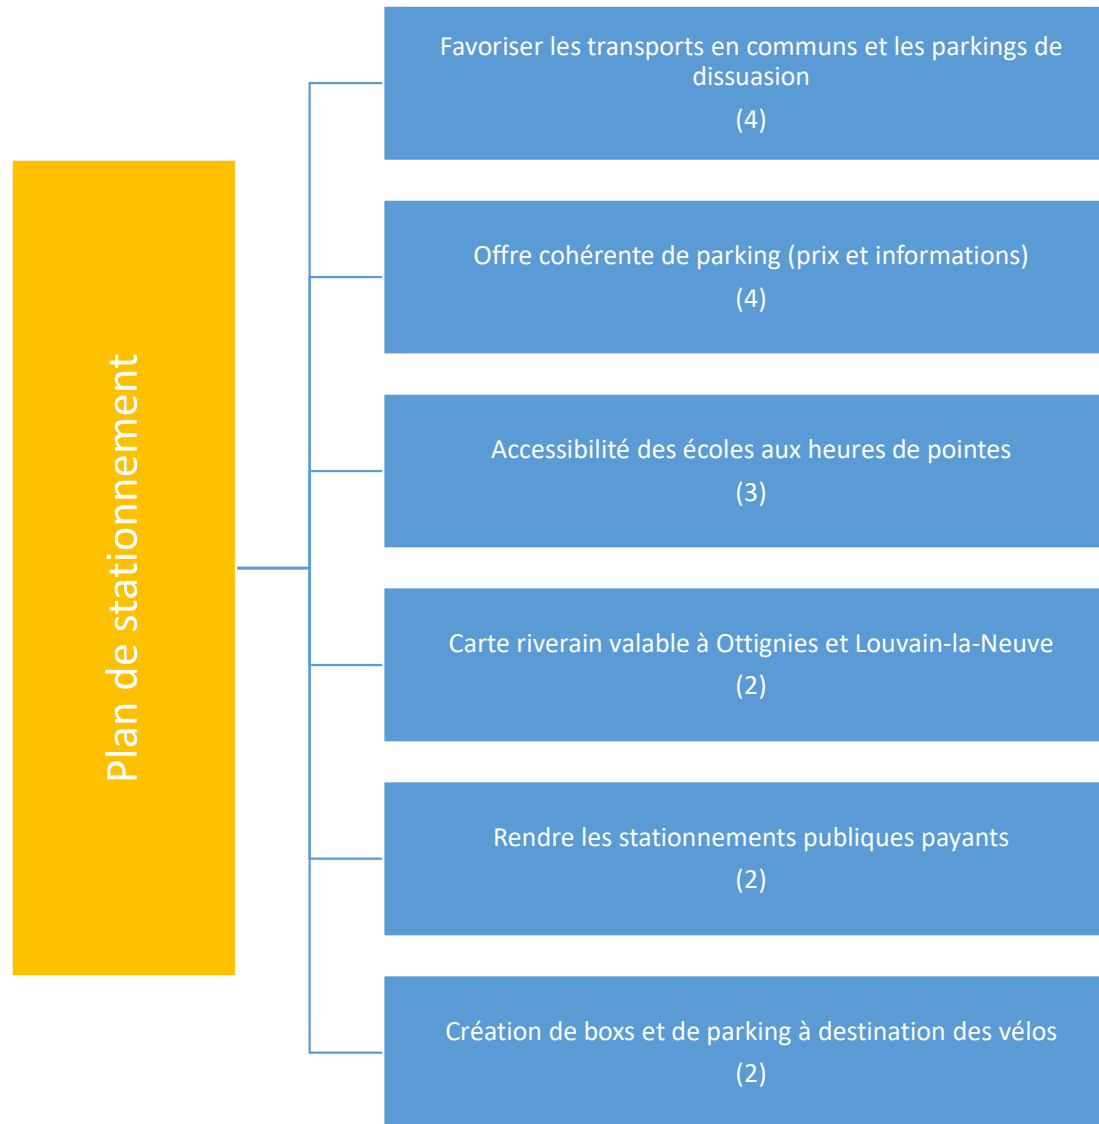 Plan de stationnement
Favoriser les transports en communs et les parkings de
dissuasion
(4)
Offre cohérente de parking (prix et informations)
(4)
Accessibilité des écoles aux heures de pointes
(3)
Carte riverain valable à Ottignies et Louvain-la-Neuve
(2)
Rendre les stationnements publiques payants
(2)
Création de boxs et de parking à destination des vélos
(2)